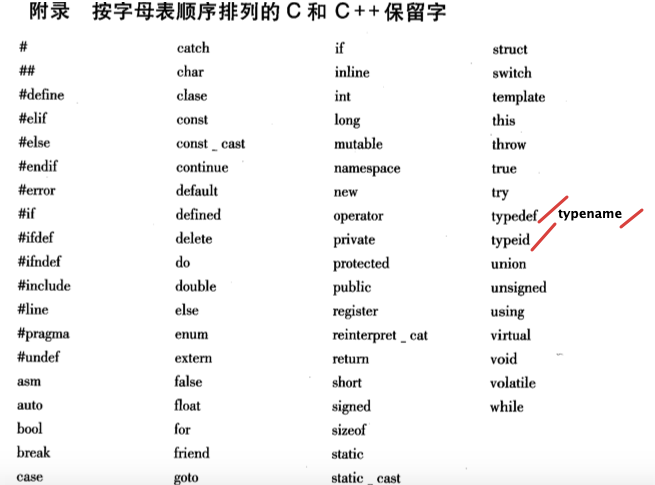 附录 按字母表顺序排列的 C 和 C++保留字
#
##
#define
#elif
#else
#endif
#error
#if
#ifdef
#ifndef
#include
#line
#pragma
#undef
asm
auto
bool
break
case
catch
char
clase
const
const _ cast
continue
default
defined
delete
do
double
else
enum
extern
false
float
for
friend
goto
if
inline
int
long
mutable
namespace
new
operator
private
protected
public
register
reinterpret _ cat
return
short
signed
sizeof
static
static _ cast
struct
switch
template
this
throw
true
try
typedef typename
typeid
union
unsigned
using
virtual
void
volatile
while